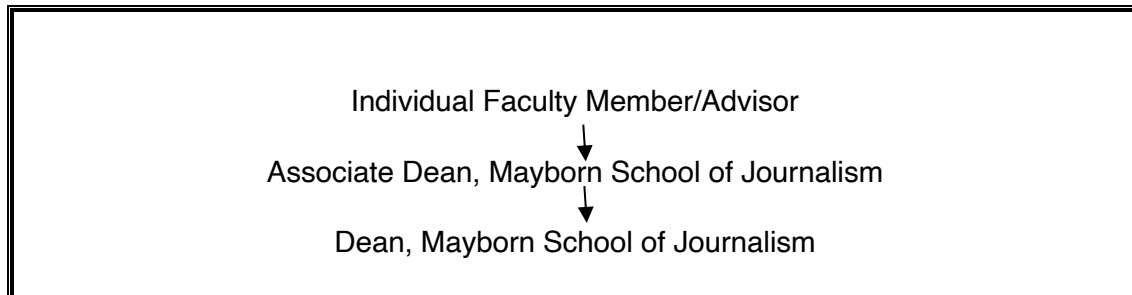 Individual Faculty Member/Advisor
Associate Dean, Mayborn School of Journalism
Dean, Mayborn School of Journalism